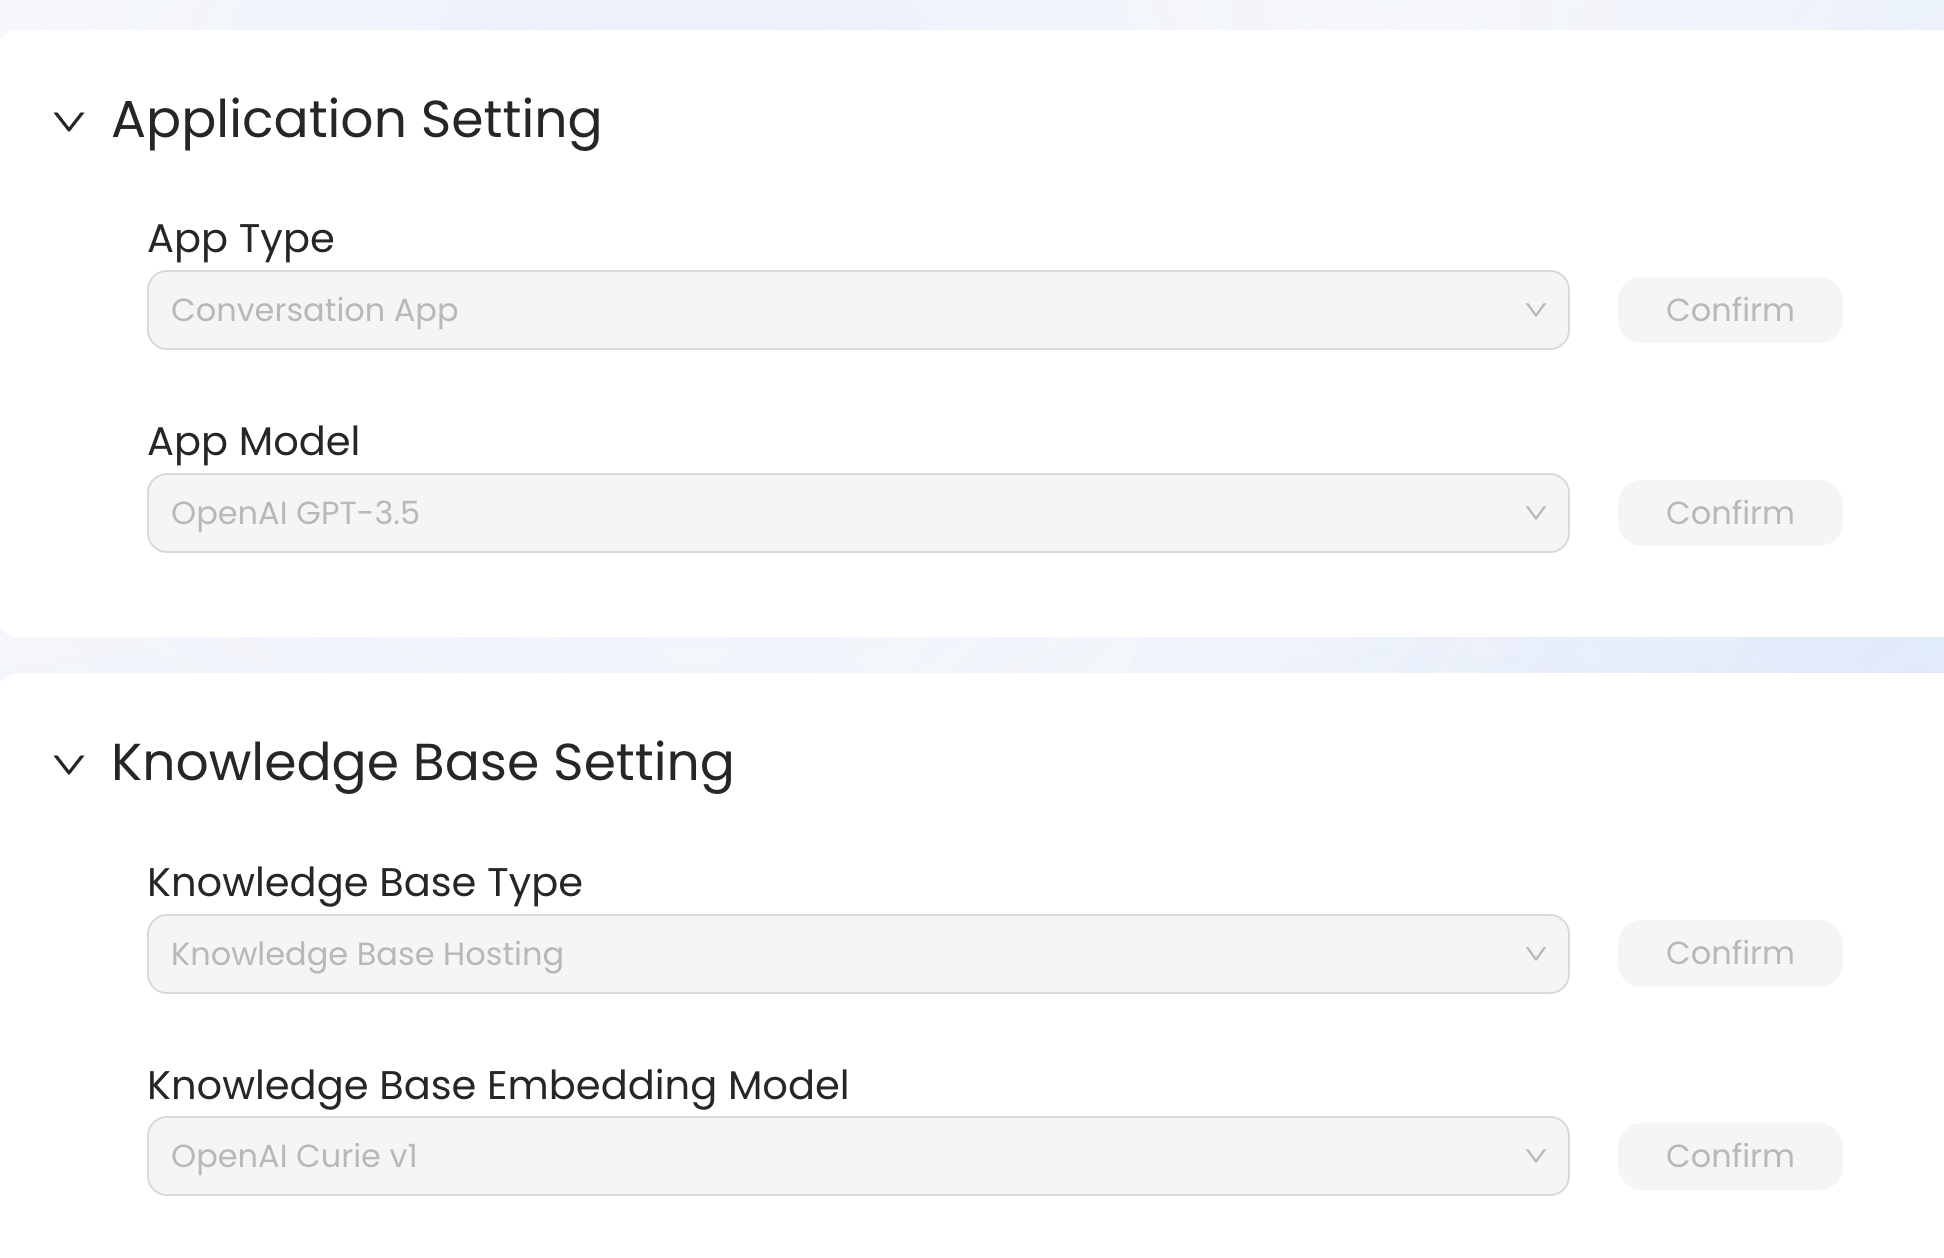 Application Setting
App Type
Conversation App
Confirm
App Model
OpenAI GPT-3.5
Confirm
Knowledge Base Setting
Knowledge Base Type
Knowledge Base Hosting
Confirm
Knowledge Base Embedding Model
OpenAI Curie v1
Confirm